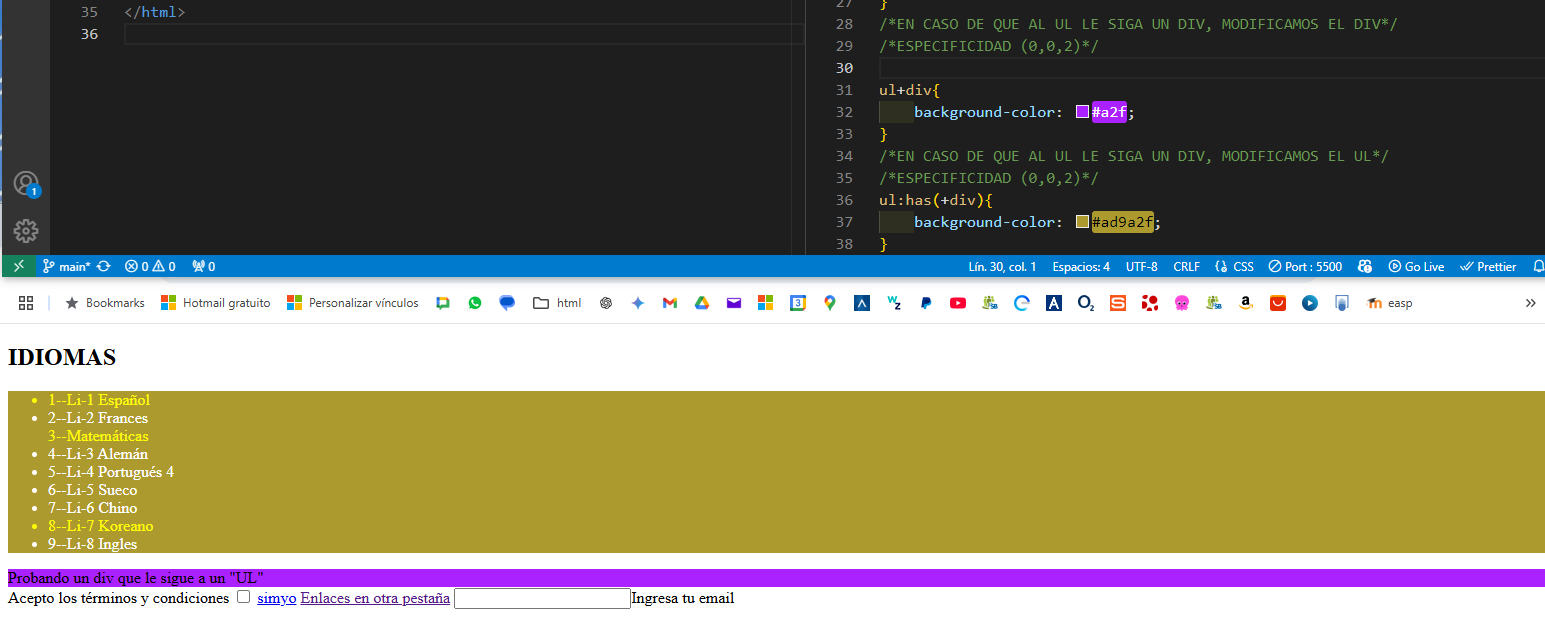 35 </html>
36
27 }
28 /*EN CASO DE QUE AL UL LE SIGA UN DIV, MODIFICAMOS EL DIV*/
29 /*ESPECIFICIDAD (0,0,2)*/
30
31 ul+div{
32 background-color: #a2f;
33 }
34 /*EN CASO DE QUE AL UL LE SIGA UN DIV, MODIFICAMOS EL UL*/
35 /*ESPECIFICIDAD (0,0,2)*/
36 ul:has(+div){
37 background-color: #ad9a2f;
38 }
1
main* 0 0 0 Lín. 30, col. 1 Espacios: 4 UTF-8 CRLF CSS Port : 5500 Go Live Prettier
Bookmarks Hotmail gratuito Personalizar vínculos html 3 WZ A O2 S a easp »
IDIOMAS
• 1--Li-1 Español
• 2--Li-2 Frances
3--Matemáticas
• 4--Li-3 Alemán
• 5--Li-4 Portugués 4
• 6--Li-5 Sueco
• 7--Li-6 Chino
• 8--Li-7 Koreano
• 9--Li-8 Ingles
Probando un div que le sigue a un "UL"
Acepto los términos y condiciones simyo Enlaces en otra pestaña Ingresa tu email